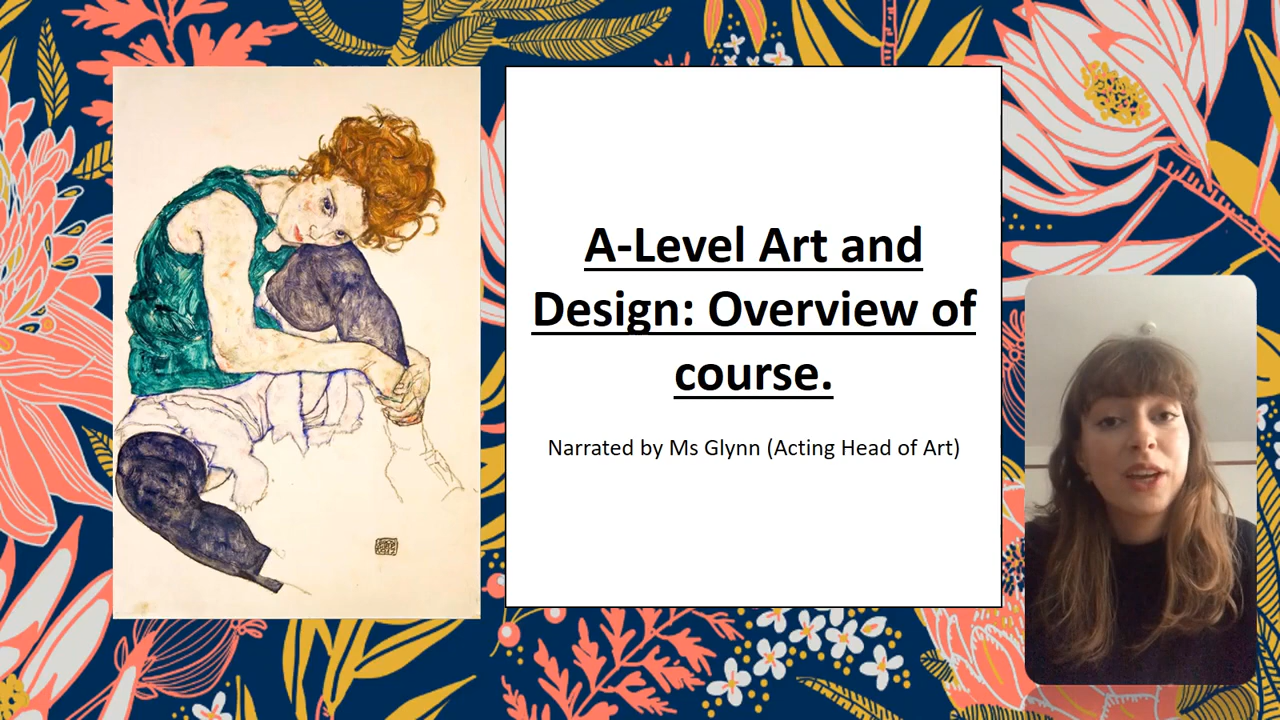 A-Level Art and
Design: Overview of
course.
Narrated by Ms Glynn (Acting Head of Art)